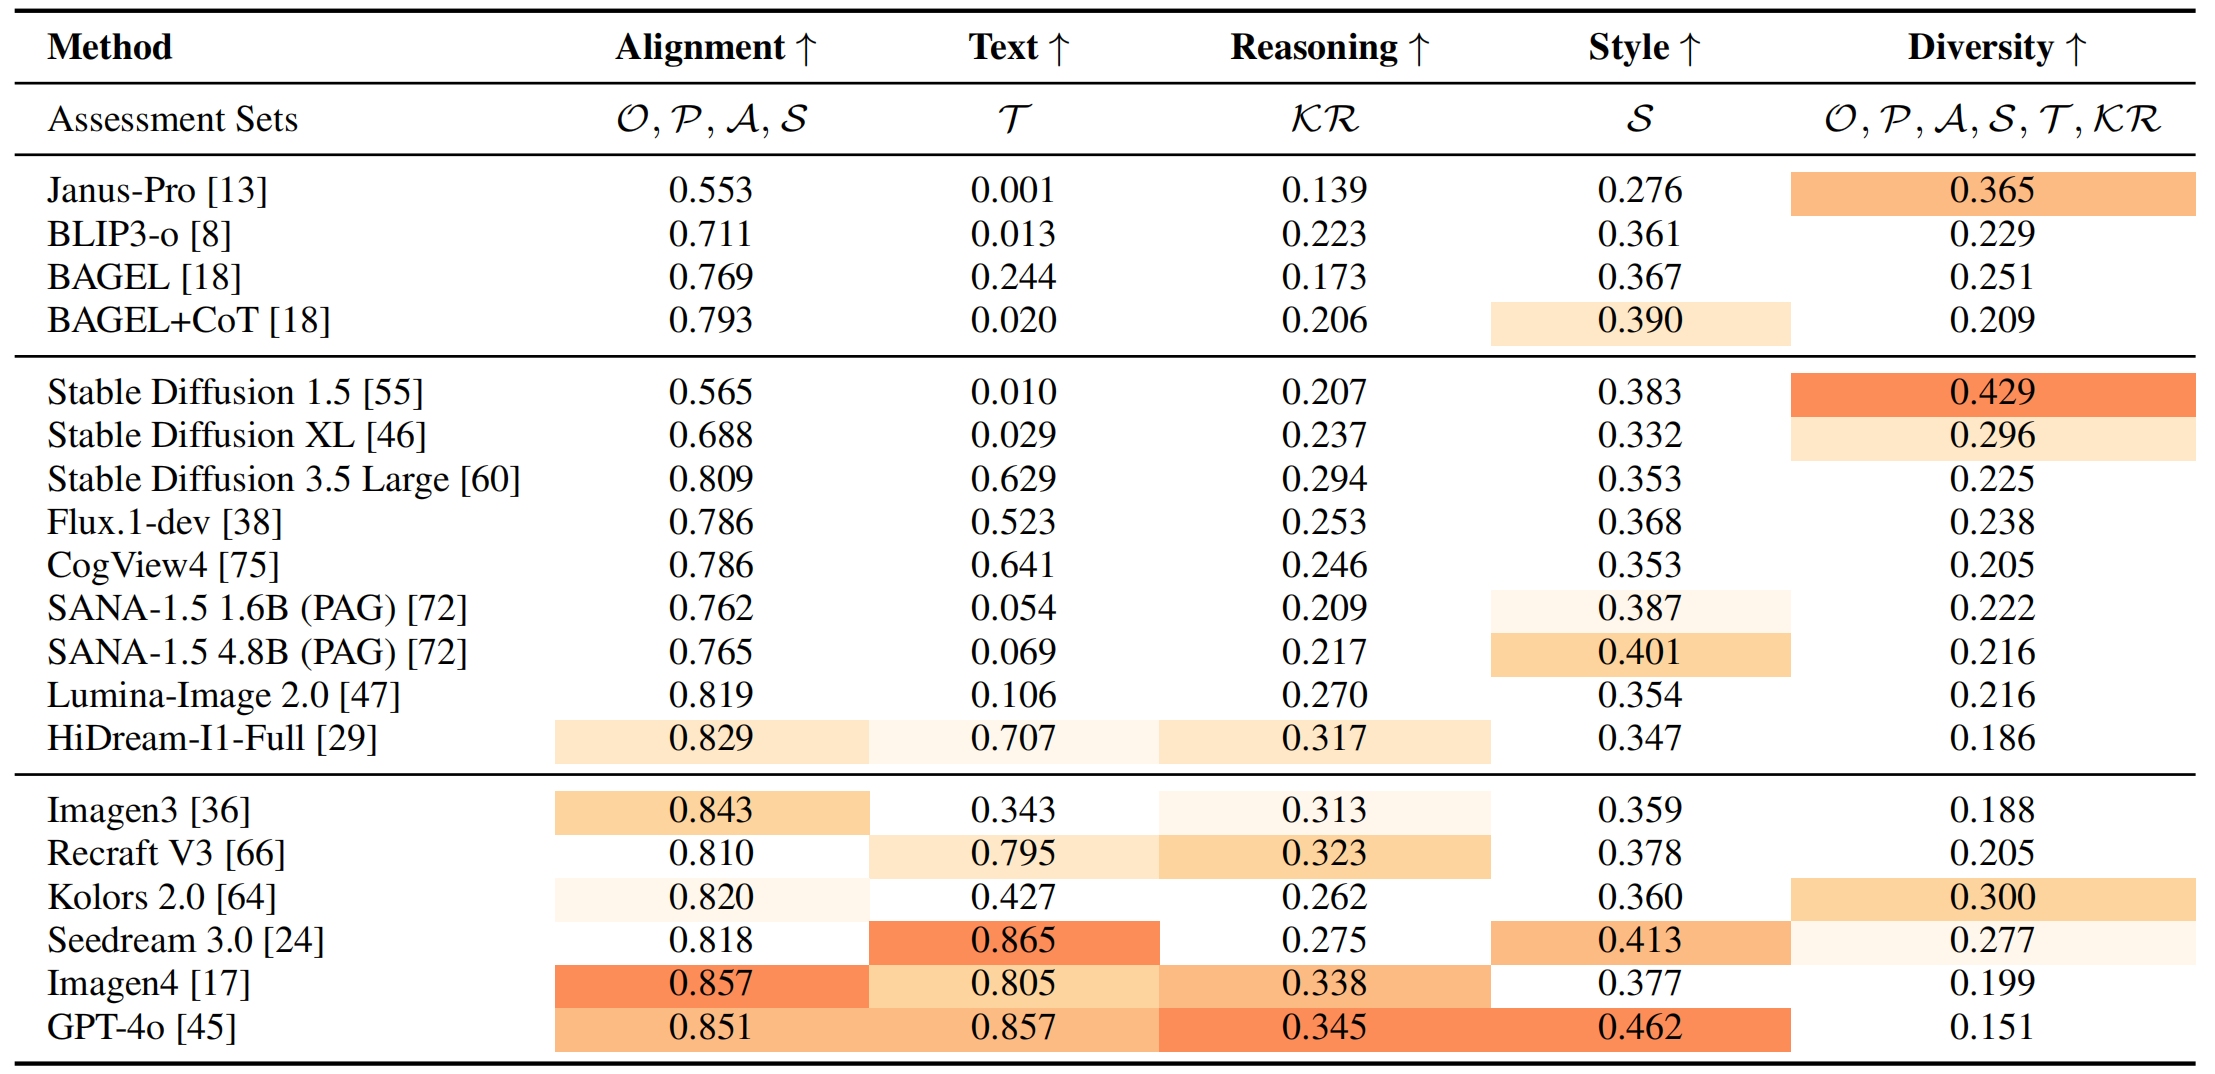 Method Alignment ↑ Text ↑ Reasoning ↑ Style ↑ Diversity ↑
Assessment Sets 𝒪, 𝒫, 𝒜, 𝒮 𝒯 𝒦ℛ 𝒮 𝒪, 𝒫, 𝒜, 𝒮, 𝒯, 𝒦ℛ
Janus-Pro [13] 0.553 0.001 0.139 0.276 0.365
BLIP3-o [8] 0.711 0.013 0.223 0.361 0.229
BAGEL [18] 0.769 0.244 0.173 0.367 0.251
BAGEL+CoT [18] 0.793 0.020 0.206 0.390 0.209
Stable Diffusion 1.5 [55] 0.565 0.010 0.207 0.383 0.429
Stable Diffusion XL [46] 0.688 0.029 0.237 0.332 0.296
Stable Diffusion 3.5 Large [60] 0.809 0.629 0.294 0.353 0.225
Flux.1-dev [38] 0.786 0.523 0.253 0.368 0.238
CogView4 [75] 0.786 0.641 0.246 0.353 0.205
SANA-1.5 1.6B (PAG) [72] 0.762 0.054 0.209 0.387 0.222
SANA-1.5 4.8B (PAG) [72] 0.765 0.069 0.217 0.401 0.216
Lumina-Image 2.0 [47] 0.819 0.106 0.270 0.354 0.216
HiDream-I1-Full [29] 0.829 0.707 0.317 0.347 0.186
Imagen3 [36] 0.843 0.343 0.313 0.359 0.188
Recraft V3 [66] 0.810 0.795 0.323 0.378 0.205
Kolors 2.0 [64] 0.820 0.427 0.262 0.360 0.300
Seedream 3.0 [24] 0.818 0.865 0.275 0.413 0.277
Imagen4 [17] 0.857 0.805 0.338 0.377 0.199
GPT-4o [45] 0.851 0.857 0.345 0.462 0.151